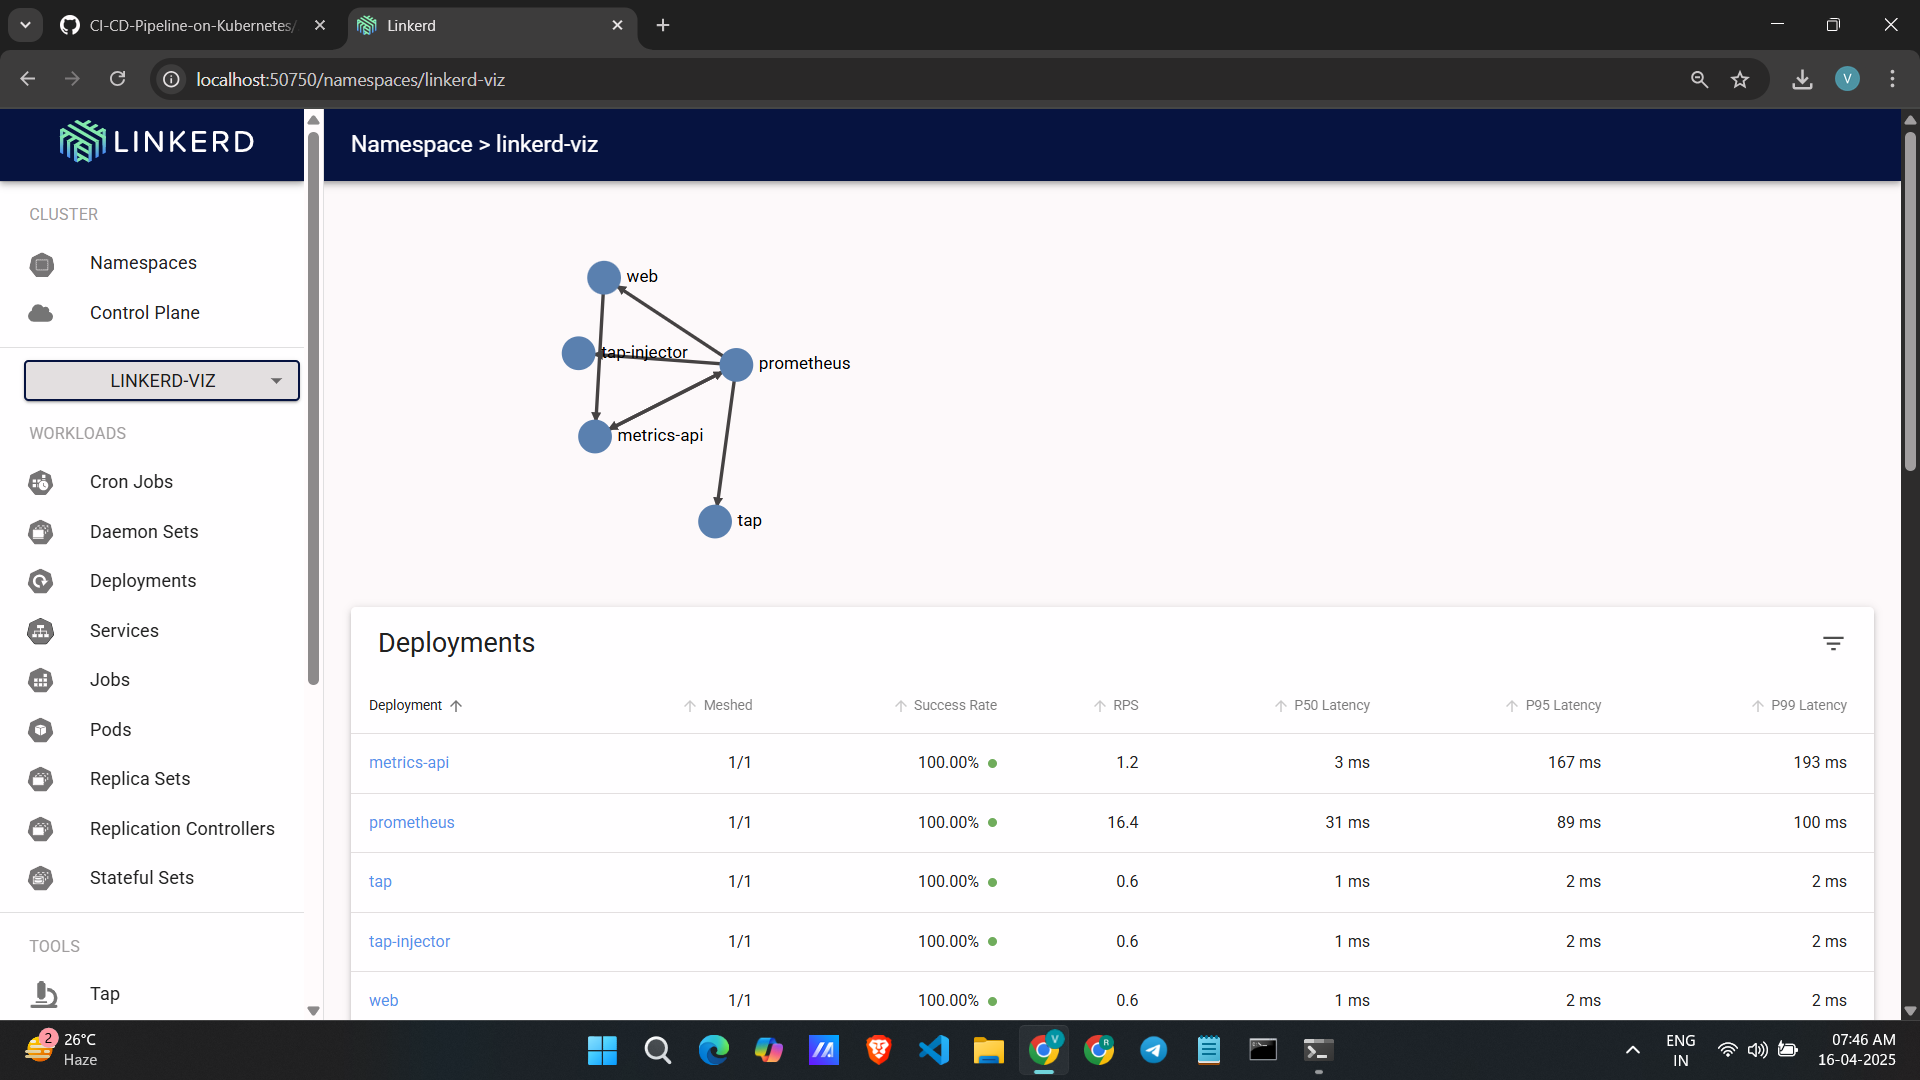 CI-CD-Pipeline-on-Kubernetes/
Linkerd
localhost:50750/namespaces/linkerd-viz
V
LINKERD
Namespace > linkerd-viz
CLUSTER
Namespaces
Control Plane
LINKERD-VIZ
WORKLOADS
Cron Jobs
Daemon Sets
Deployments
Services
Jobs
Pods
Replica Sets
Replication Controllers
Stateful Sets
TOOLS
Tap
web
tap-injector
prometheus
metrics-api
tap
Deployments
Deployment Meshed Success Rate RPS P50 Latency P95 Latency P99 Latency
metrics-api 1/1 100.00% 1.2 3 ms 167 ms 193 ms
prometheus 1/1 100.00% 16.4 31 ms 89 ms 100 ms
tap 1/1 100.00% 0.6 1 ms 2 ms 2 ms
tap-injector 1/1 100.00% 0.6 1 ms 2 ms 2 ms
web 1/1 100.00% 0.6 1 ms 2 ms 2 ms
2
26°C
Haze
V
R
ENG
IN
07:46 AM
16-04-2025